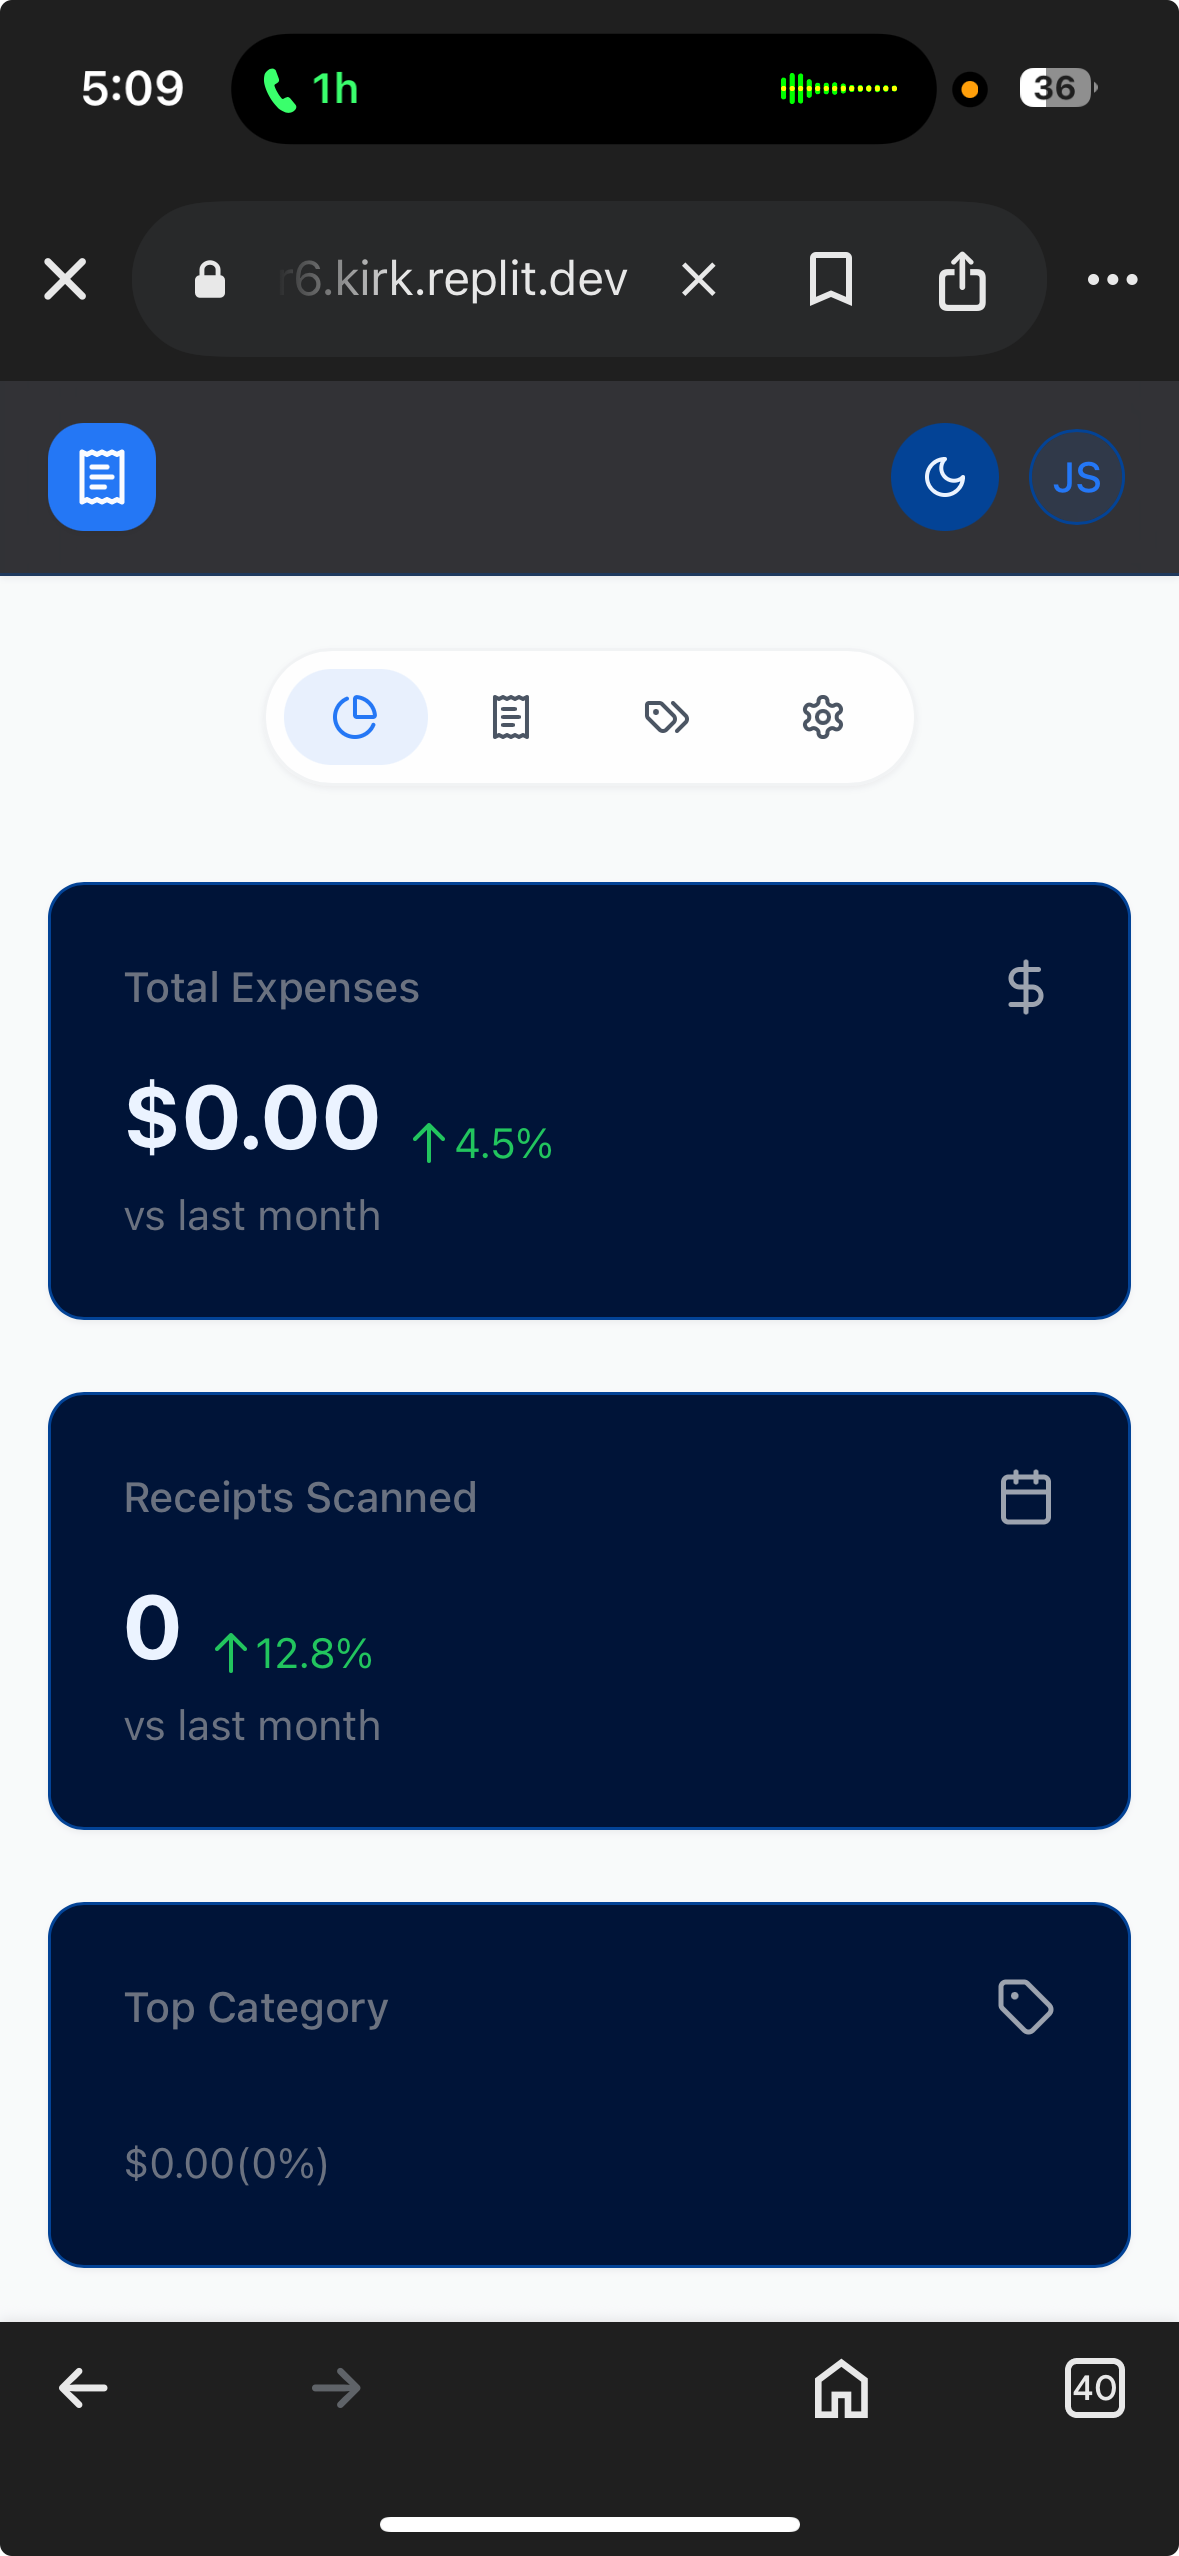 5:09
1h
36
r6.kirk.replit.dev
JS
Total Expenses
$0.00
4.5%
vs last month
Receipts Scanned
0
12.8%
vs last month
Top Category
$0.00(0%)
40